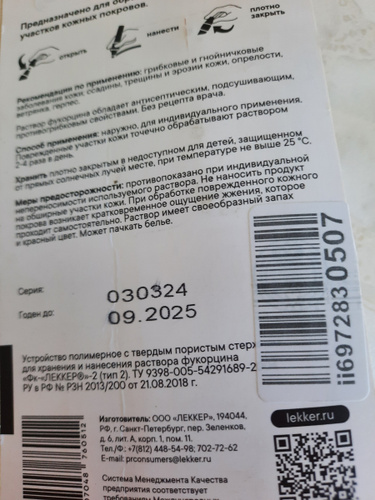 Предназначено для обр
участков кожных покровов.
открыть
нанести
плотно
закрыть
Рекомендации по применению: грибковые и гнойничковые
заболевания кожи, ссадины, трещины и эрозии кожи, опрелости,
ветрянка, герпес.
Раствор фукорцина обладает антисептическим, подсушивающим,
противогрибковым свойствами. Без рецепта врача.
Способ применения: наружно, для индивидуального применения.
Поврежденные участки кожи точечно обрабатывают раствором
2-4 раза в день.
Хранить плотно закрытым в недоступном для детей, защищенном
от прямых солнечных лучей месте, при температуре не выше 25 °С.
Меры предосторожности: противопоказано при индивидуальной
непереносимости используемого раствора. Не наносить продукт
на обширные участки кожи. При обработке поврежденного кожного
покрова возникает кратковременное ощущение жжения, которое
проходит самостоятельно. Раствор имеет своеобразный запах
и красный цвет. Может пачкать белье.
Серия: 030324
Годен до: 09.2025
ii6972830507
Устройство полимерное с твердым пористым стерж
для хранения и нанесения раствора фукорцина
«Фк-«ЛЕККЕР®»-2 (тип 2). ТУ 9398-005-54291689-2
РУ в РФ № РЗН 2013/200 от 21.08.2018 г.
Изготовитель: ООО «ЛЕККЕР», 194044,
РФ, г. Санкт-Петербург, пер. Зеленков,
д. 6, лит. А, корп. 1, пом. 11.
Тел./Ф: +7(812) 448-54-98; 702-72-62
E-mail: prconsumers@lekker.ru
lekker.ru
Система Менеджмента Качества
предприятия соответствует